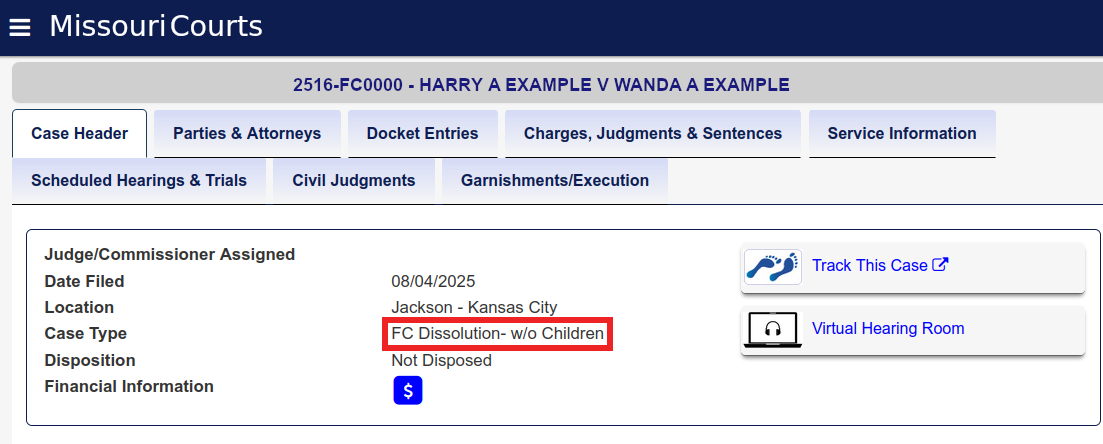 Missouri Courts
2516-FC0000 - HARRY A EXAMPLE V WANDA A EXAMPLE
Case Header Parties & Attorneys Docket Entries Charges, Judgments & Sentences Service Information
Scheduled Hearings & Trials Civil Judgments Garnishments/Execution
Judge/Commissioner Assigned
Date Filed 08/04/2025
Location Jackson - Kansas City
Case Type FC Dissolution- w/o Children
Disposition Not Disposed
Financial Information $
Track This Case
Virtual Hearing Room